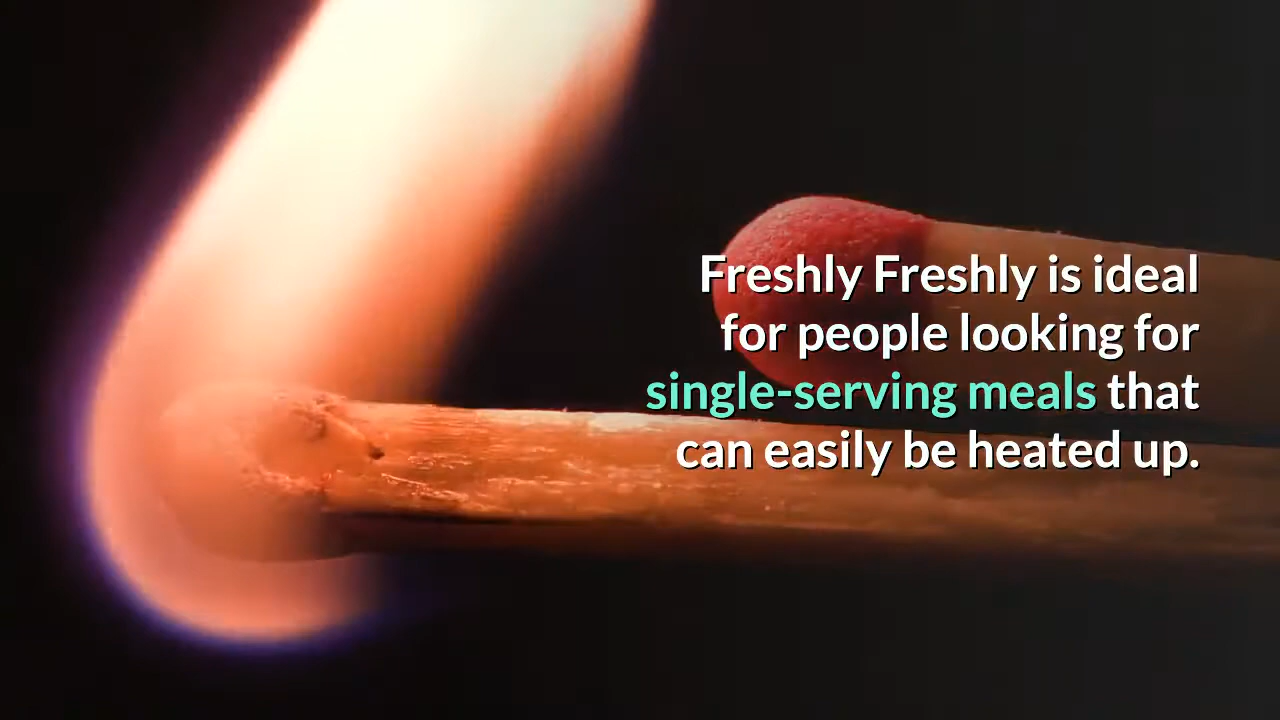 Freshly Freshly is ideal
for people looking for
single-serving meals that
can easily be heated up.